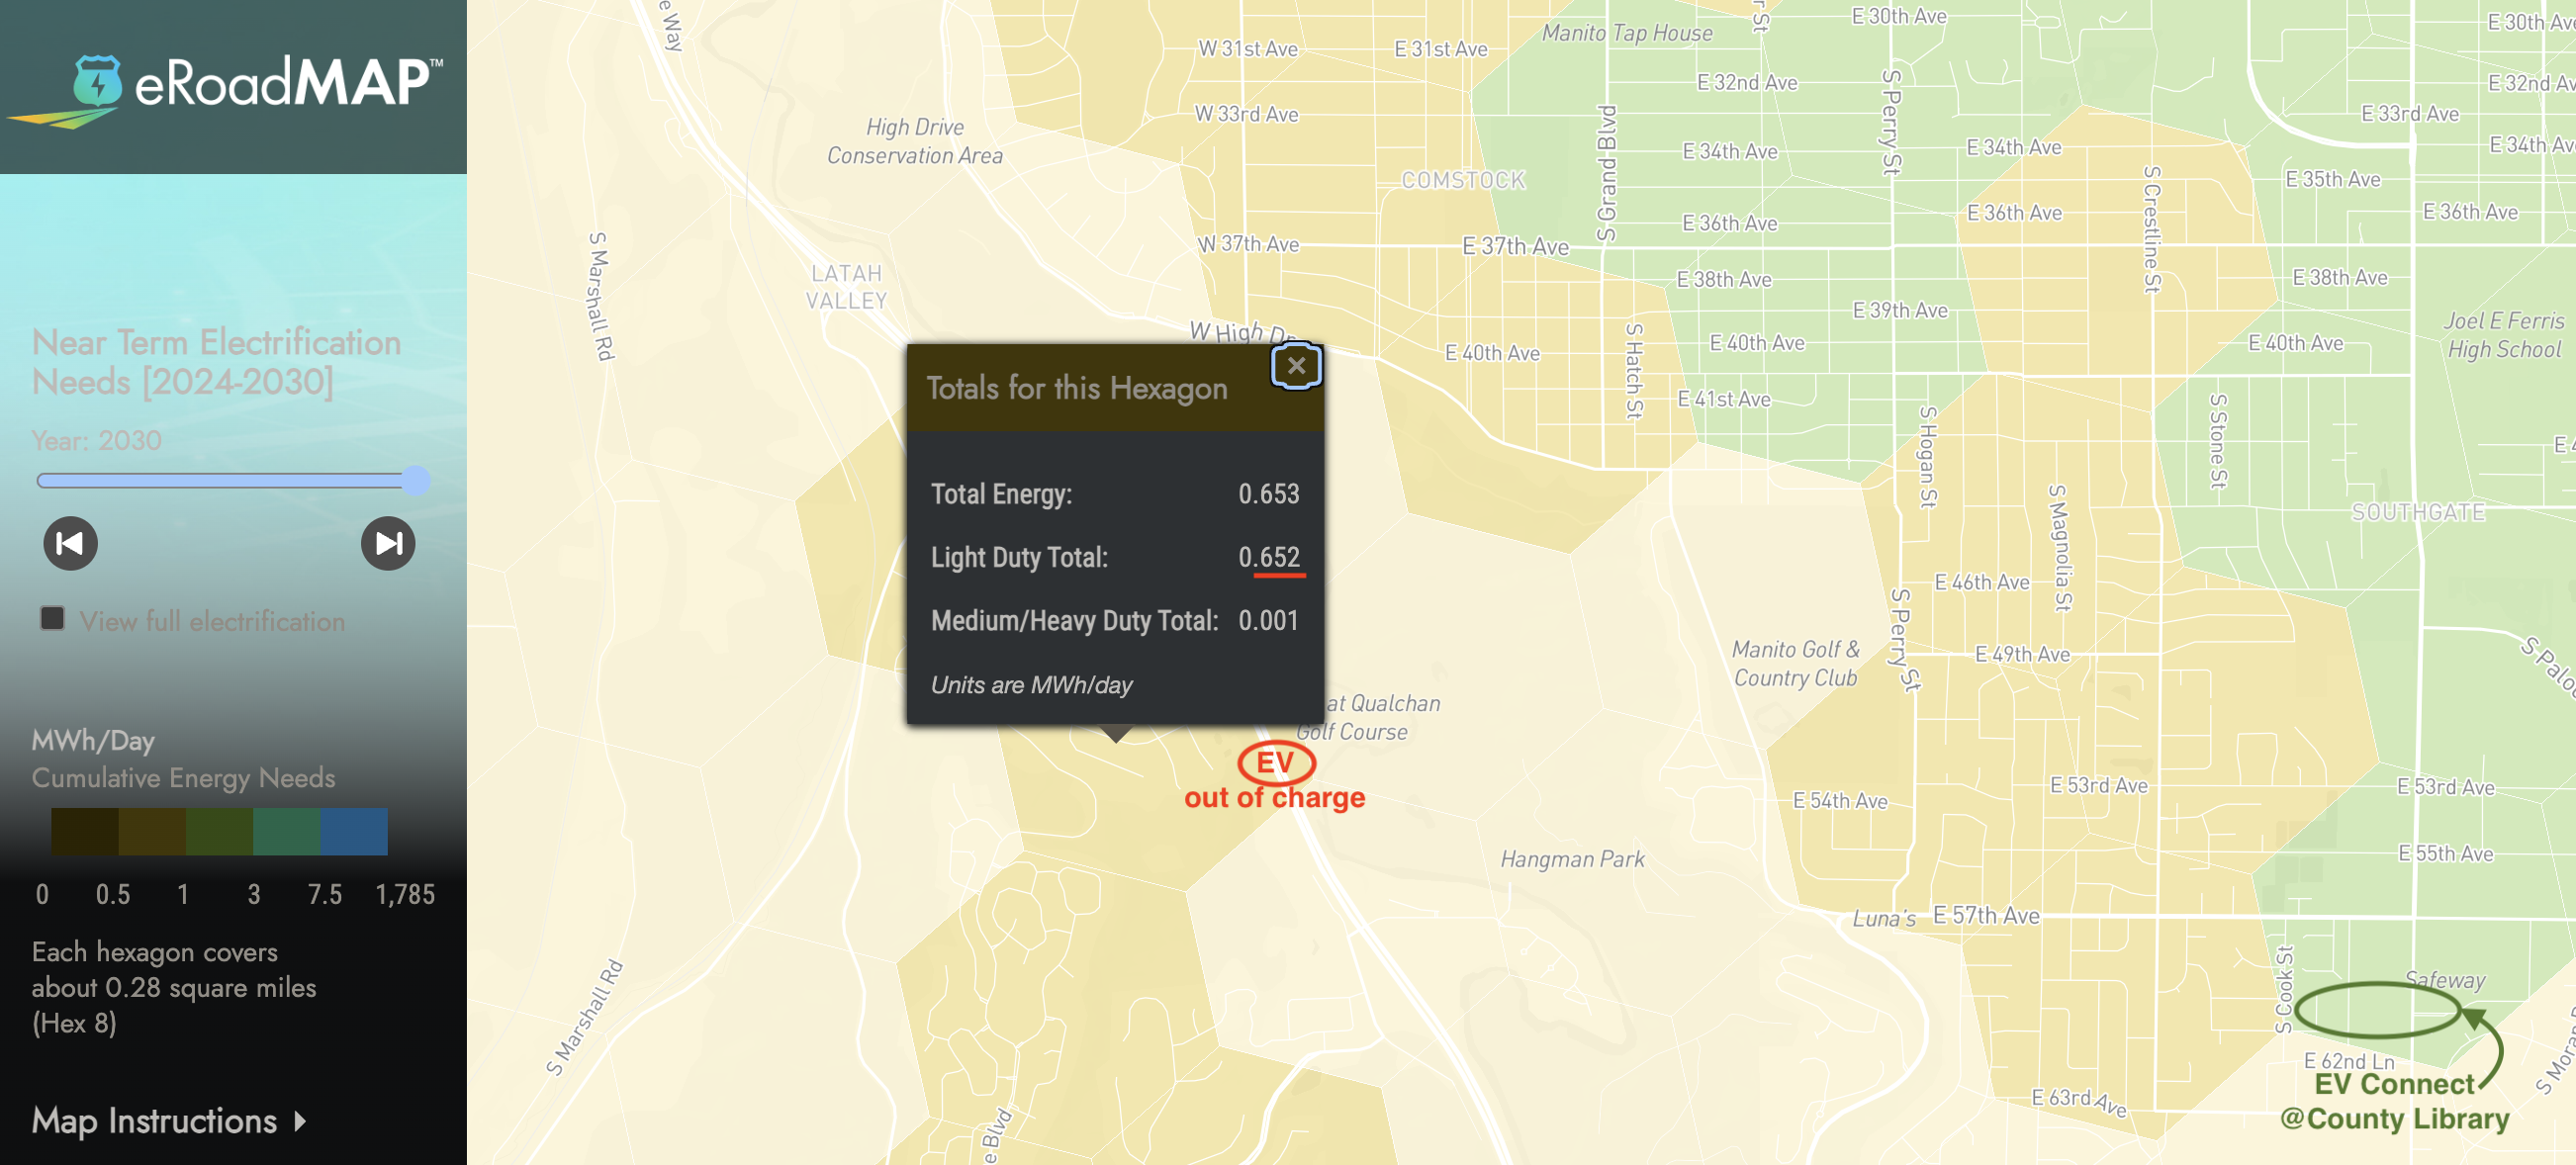 eRoadMAP™
Near Term Electrification
Needs [2024-2030]
Year: 2030
View full electrification
MWh/Day
Cumulative Energy Needs
0 0.5 1 3 7.5 1,785
Each hexagon covers
about 0.28 square miles
(Hex 8)
Map Instructions
e Way
W 31st Ave
E 31st Ave
Manito Tap House
r St
E 30th Ave
E 30th Ave
E 32nd Ave
E 32nd Av
W 33rd Ave
E 33rd Ave
High Drive
Conservation Area
S Grand Blvd
S Perry St
E 34th Ave
E 34th Ave
E 34th Av
COMSTOCK
S Crestline St
E 35th Ave
E 36th Ave
E 36th Ave
E 36th Ave
S Marshall Rd
W 37th Ave
E 37th Ave
LATAH
VALLEY
E 38th Ave
E 38th Ave
E 39th Ave
Joel E Ferris
High School
W High Dr
S Hatch St
E 40th Ave
E 40th Ave
E 40th Ave
E 41st Ave
S Hogan St
S Stone St
E 4
Totals for this Hexagon
×
Total Energy: 0.653
Light Duty Total: 0.652
Medium/Heavy Duty Total: 0.001
Units are MWh/day
S Magnolia St
SOUTHGATE
E 46th Ave
S Perry St
E 49th Ave
Manito Golf &
Country Club
S Palo
at Qualchan
Golf Course
EV
out of charge
E 53rd Ave
E 53rd Ave
E 54th Ave
E 55th Ave
Hangman Park
Luna's
E 57th Ave
S Marshall Rd
S Cook St
Safeway
E 62nd Ln
S Moran
EV Connect
@County Library
E 63rd Ave
e Blvd